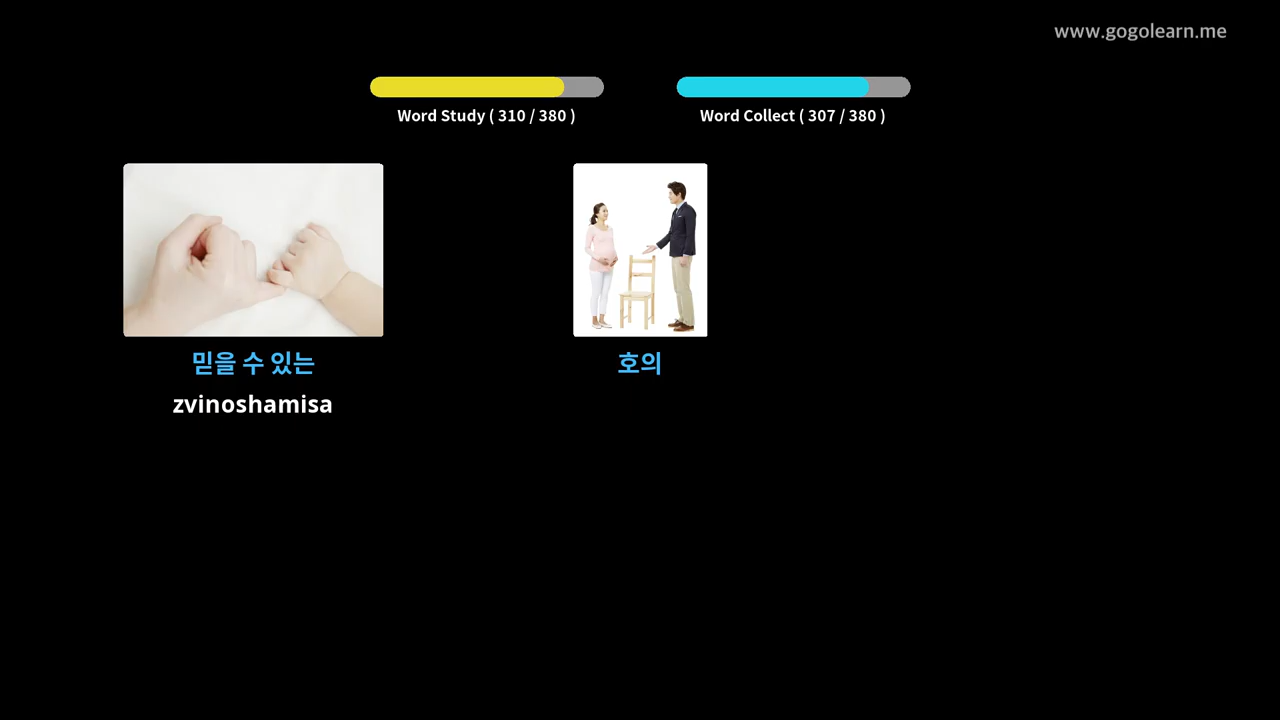 www.gogolearn.me
Word Study ( 310 / 380 )
Word Collect ( 307 / 380 )
믿을 수 있는
호의
zvinoshamisa